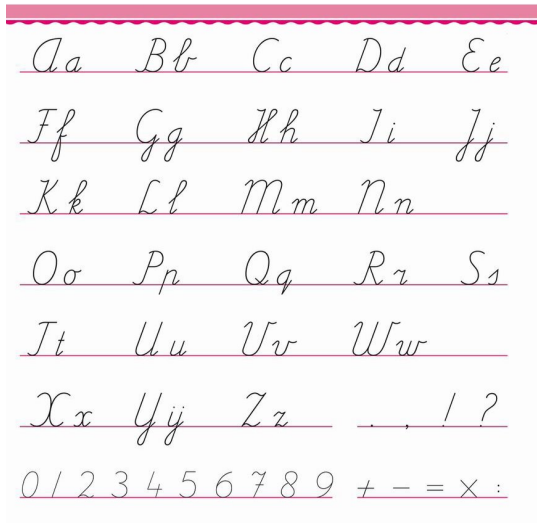 Aa Bb Cc Dd Ee
Ff Gg Hh Ii Jj
Kk Ll Mm Nn
Oo Pp Qq Rr Ss
Tt Uu Vv Ww
Xx Yij Zz . , ! ?
0 1 2 3 4 5 6 7 8 9 + - = × :